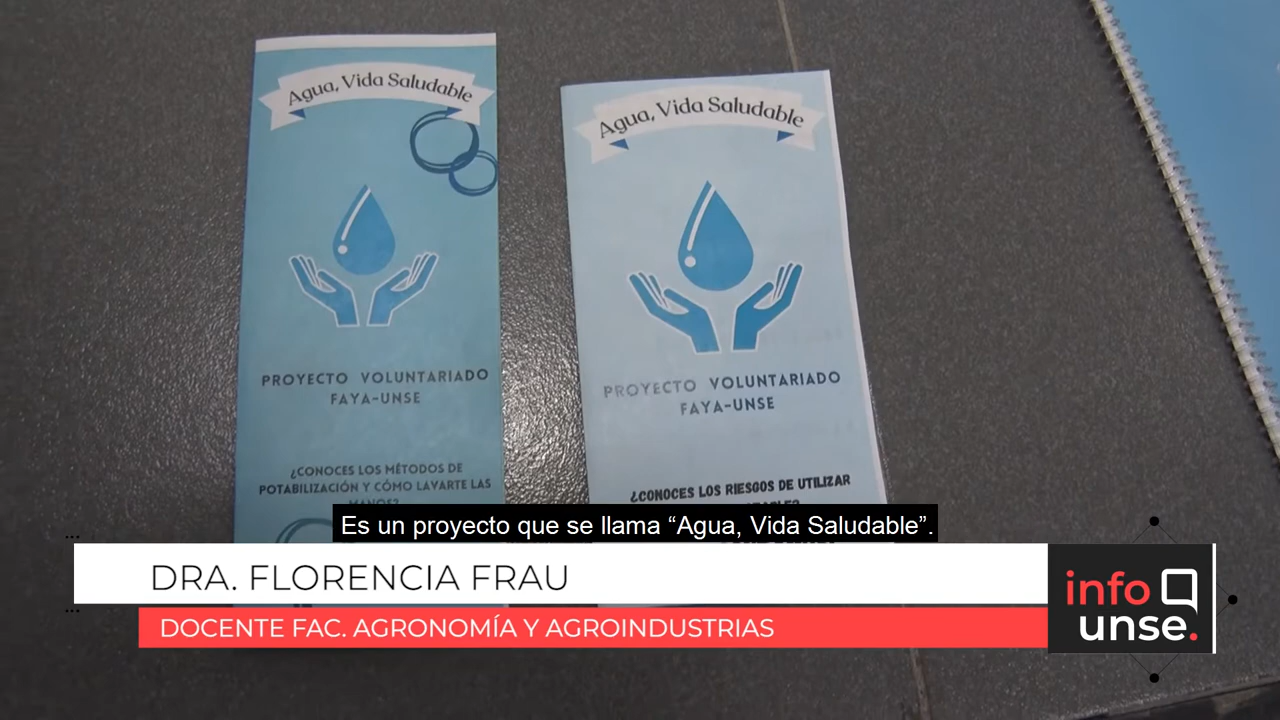 Agua, Vida Saludable
PROYECTO VOLUNTARIADO
FAYA-UNSE
¿CONOCES LOS MÉTODOS DE
POTABILIZACIÓN Y CÓMO LAVARTE LAS
MANOS?
Agua, Vida Saludable
PROYECTO VOLUNTARIADO
FAYA-UNSE
¿CONOCES LOS RIESGOS DE UTILIZAR
Es un proyecto que se llama “Agua, Vida Saludable”.
DRA. FLORENCIA FRAU
DOCENTE FAC. AGRONOMÍA Y AGROINDUSTRIAS
info
unse.